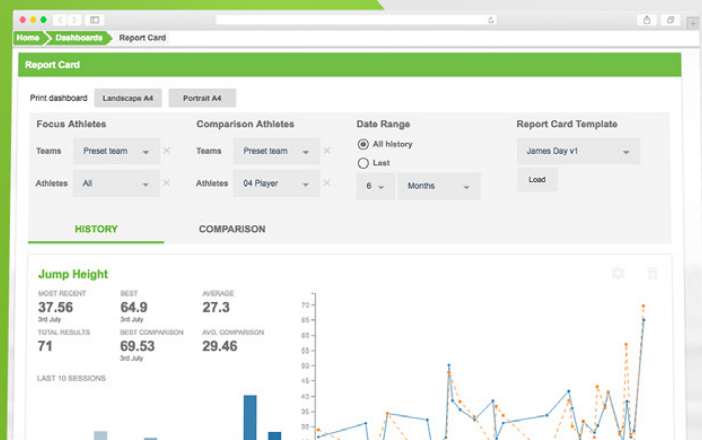 Home Dashboards Report Card
Report Card
Print dashboard Landscape A4 Portrait A4
Focus Athletes Comparison Athletes Date Range Report Card Template
Teams Preset team Teams Preset team All history James Day v1
Last
Athletes All Athletes 04 Player 6 Months Load
HISTORY COMPARISON
Jump Height
MOST RECENT BEST AVERAGE
37.56 64.9 27.3
3rd July 3rd July
TOTAL RESULTS BEST COMPARISON AVG. COMPARISON
71 69.53 29.46
3rd July
LAST 10 SESSIONS
70
65
60
55
50
45
40
35
30